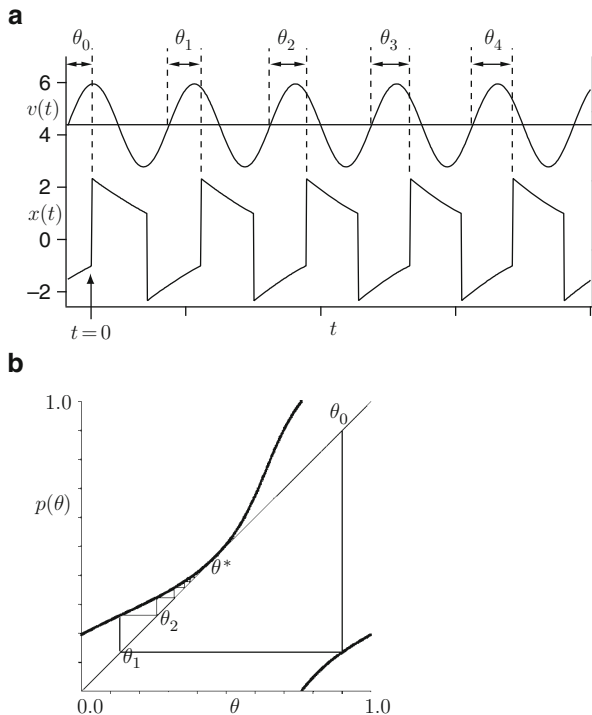 a
θ₀ θ₁ θ₂ θ₃ θ₄
6
v(t)
4
2
x(t)
0
−2
t=0
t
b
1.0
θ₀
p(θ)
θ*
θ₂
θ₁
0.0 θ 1.0